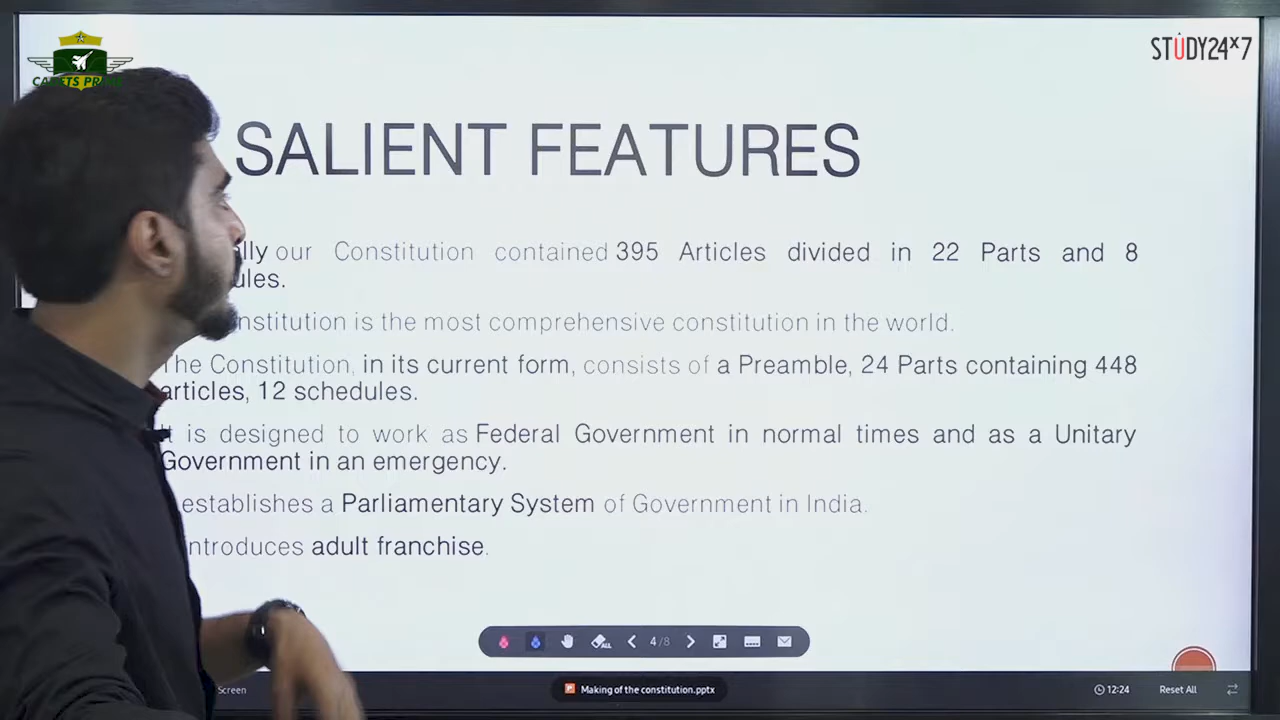 STUDY24x7
CADETS PRIME
SALIENT FEATURES
our Constitution contained 395 Articles divided in 22 Parts and 8
is the most comprehensive constitution in the world.
The Constitution, in its current form, consists of a Preamble, 24 Parts containing 448
articles, 12 schedules.
It is designed to work as Federal Government in normal times and as a Unitary
Government in an emergency.
establishes a Parliamentary System of Government in India.
introduces adult franchise.
ALL
4/8
Screen
Making of the constitution.pptx
12:24
Reset All